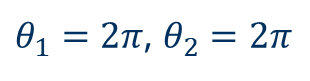 θ₁ = 2π, θ₂ = 2π